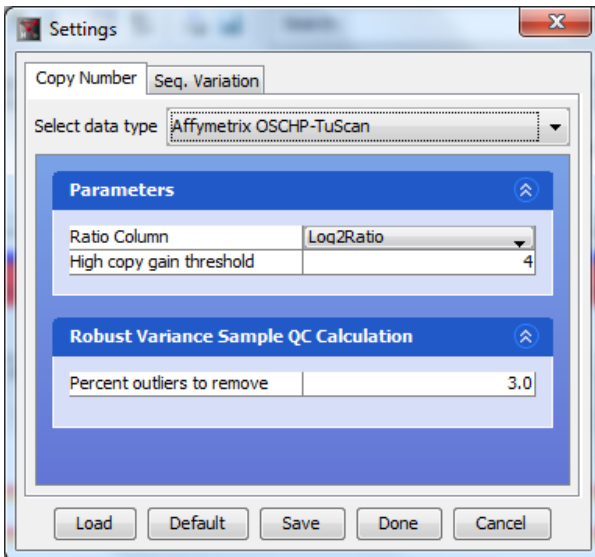 Settings
Copy Number Seq. Variation
Select data type Affymetrix OSCHP-TuScan
Parameters
Ratio Column Log2Ratio
High copy gain threshold 4
Robust Variance Sample QC Calculation
Percent outliers to remove 3.0
Load Default Save Done Cancel